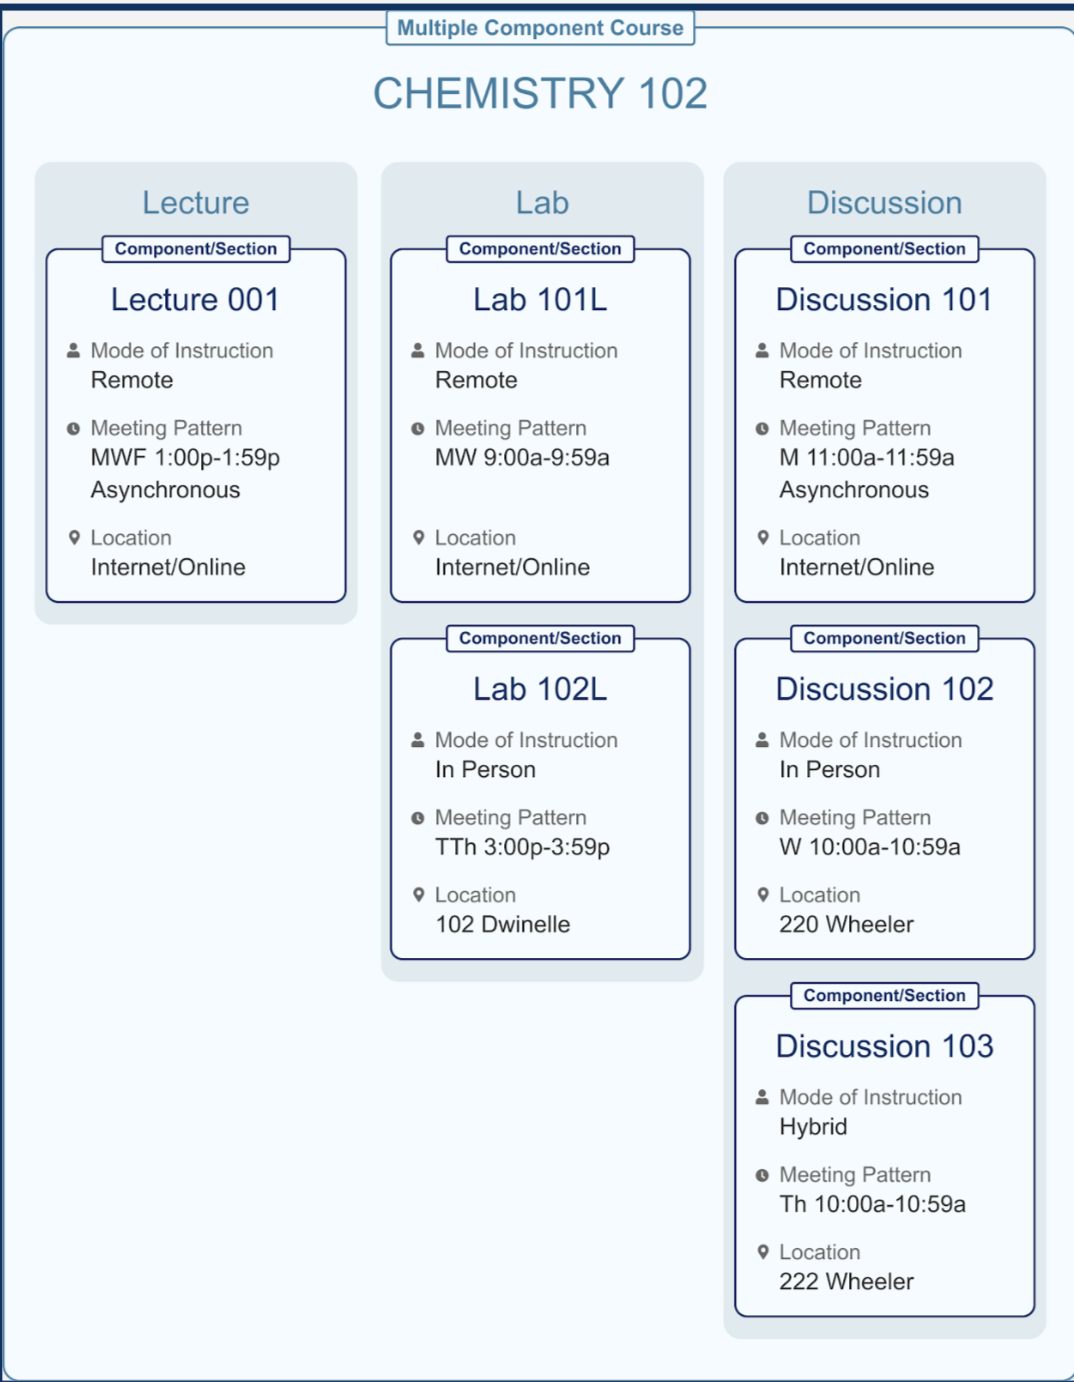 Multiple Component Course
CHEMISTRY 102
Lecture
Component/Section
Lecture 001
Mode of Instruction
Remote
Meeting Pattern
MWF 1:00p-1:59p
Asynchronous
Location
Internet/Online
Lab
Component/Section
Lab 101L
Mode of Instruction
Remote
Meeting Pattern
MW 9:00a-9:59a
Location
Internet/Online
Component/Section
Lab 102L
Mode of Instruction
In Person
Meeting Pattern
TTh 3:00p-3:59p
Location
102 Dwinelle
Discussion
Component/Section
Discussion 101
Mode of Instruction
Remote
Meeting Pattern
M 11:00a-11:59a
Asynchronous
Location
Internet/Online
Component/Section
Discussion 102
Mode of Instruction
In Person
Meeting Pattern
W 10:00a-10:59a
Location
220 Wheeler
Component/Section
Discussion 103
Mode of Instruction
Hybrid
Meeting Pattern
Th 10:00a-10:59a
Location
222 Wheeler